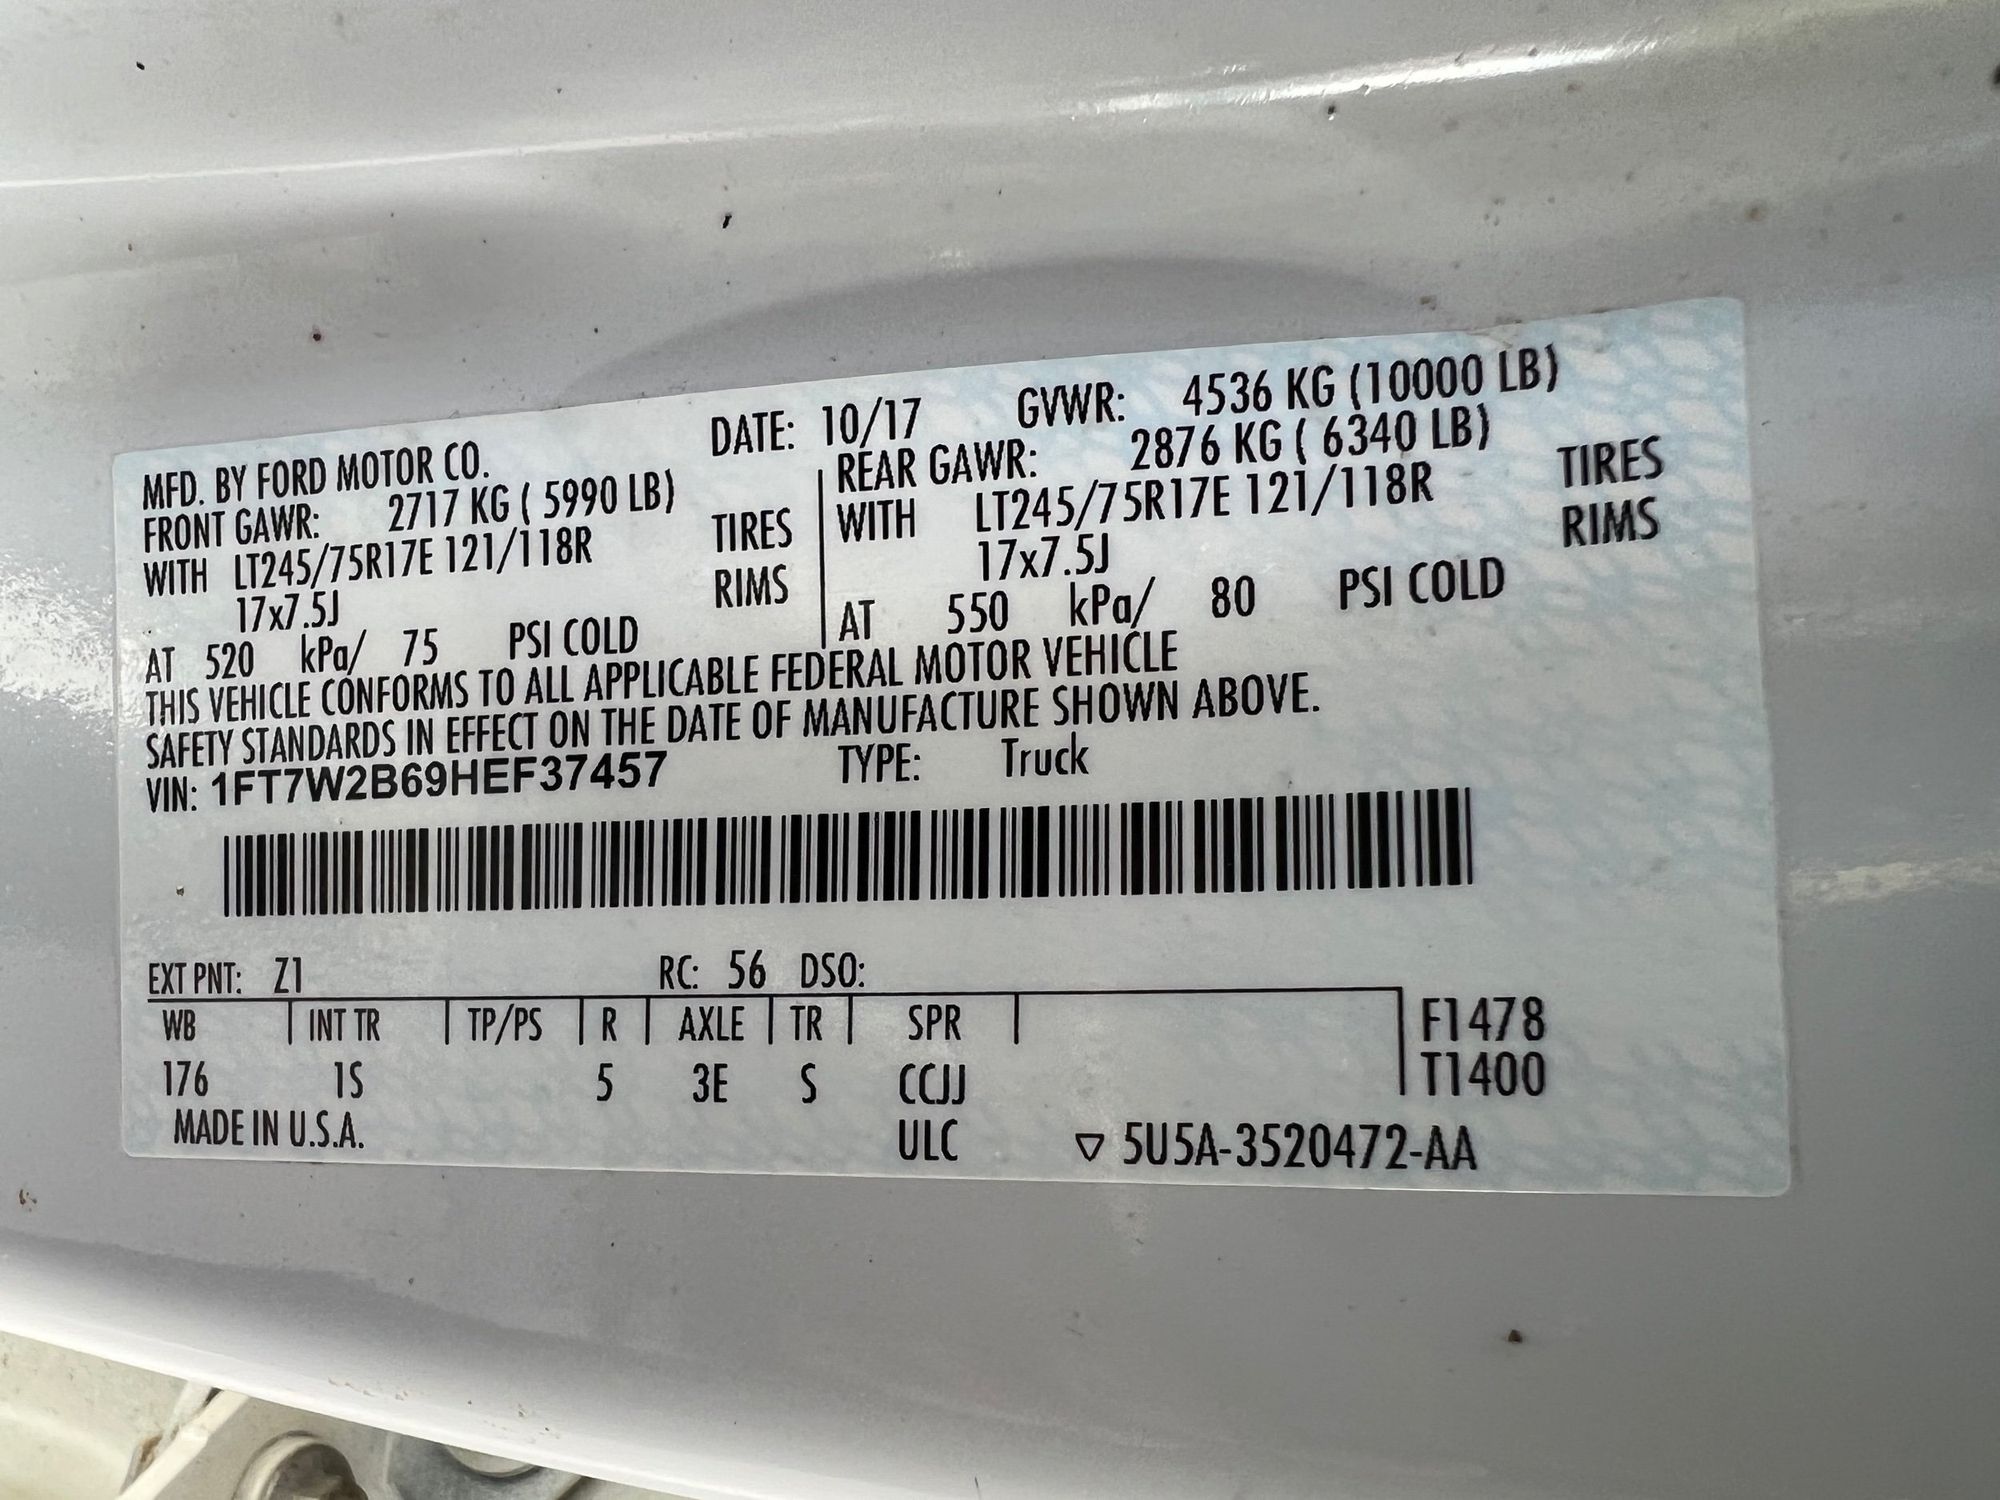 MFD. BY FORD MOTOR CO. DATE: 10/17 GVWR: 4536 KG (10000 LB)
FRONT GAWR: 2717 KG ( 5990 LB) REAR GAWR: 2876 KG ( 6340 LB)
WITH LT245/75R17E 121/118R TIRES WITH LT245/75R17E 121/118R TIRES
17x7.5J RIMS 17x7.5J RIMS
AT 520 kPa/ 75 PSI COLD AT 550 kPa/ 80 PSI COLD
THIS VEHICLE CONFORMS TO ALL APPLICABLE FEDERAL MOTOR VEHICLE
SAFETY STANDARDS IN EFFECT ON THE DATE OF MANUFACTURE SHOWN ABOVE.
VIN: 1FT7W2B69HEF37457 TYPE: Truck
EXT PNT: Z1 RC: 56 DSO:
WB INT TR TP/PS R AXLE TR SPR F1478
176 1S 5 3E S CCJJ T1400
MADE IN U.S.A. ULC ▽ 5U5A-3520472-AA